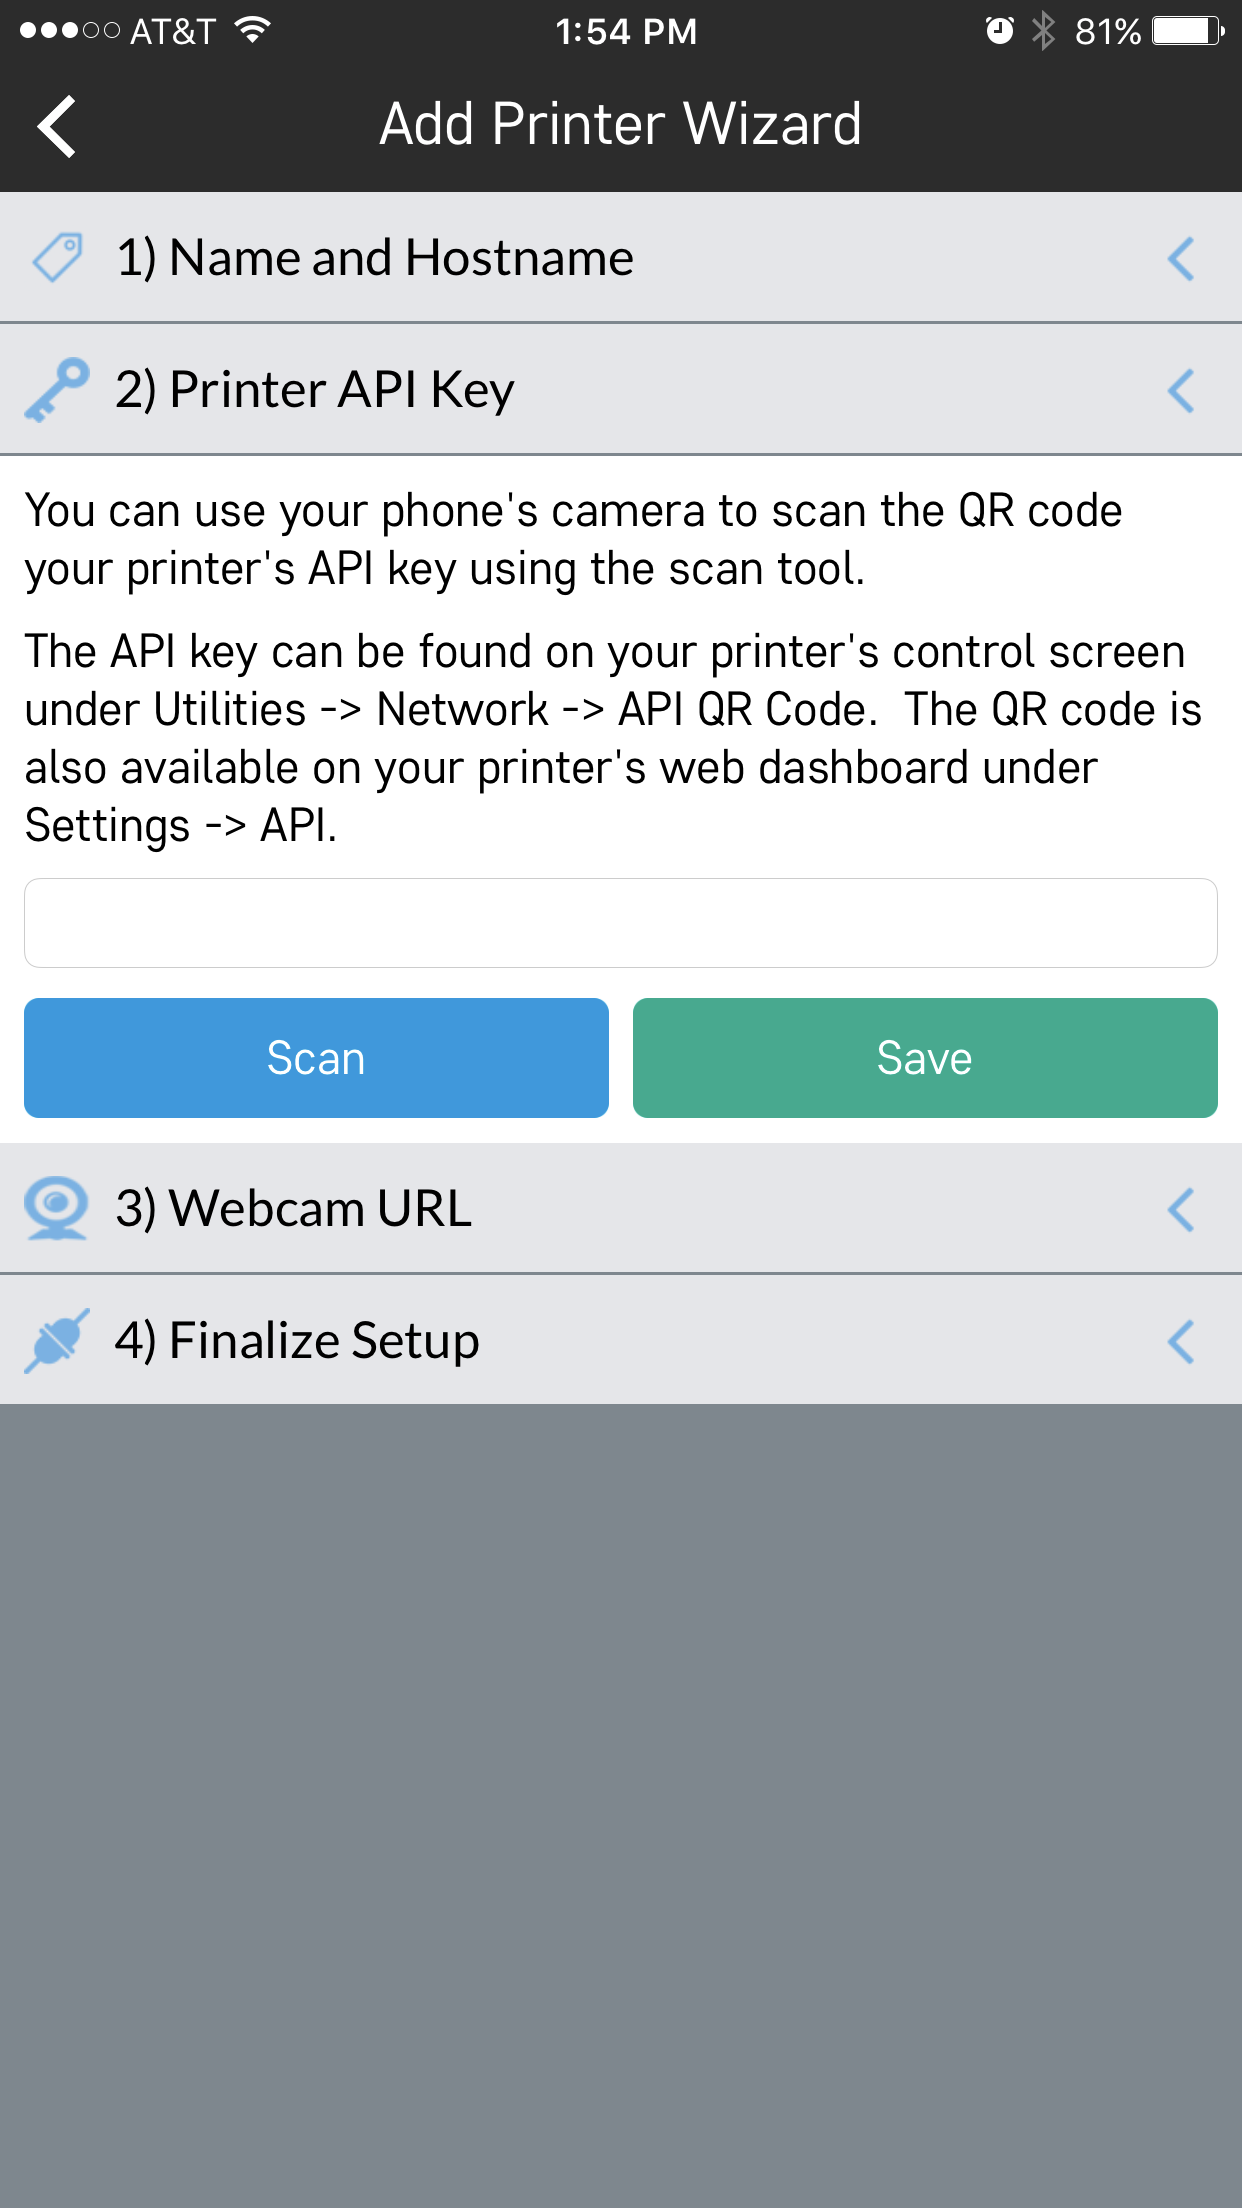 AT&T 1:54 PM 81%
Add Printer Wizard
1) Name and Hostname
2) Printer API Key
You can use your phone's camera to scan the QR code
your printer's API key using the scan tool.
The API key can be found on your printer's control screen
under Utilities -> Network -> API QR Code.  The QR code is
also available on your printer's web dashboard under
Settings -> API.
Scan Save
3) Webcam URL
4) Finalize Setup